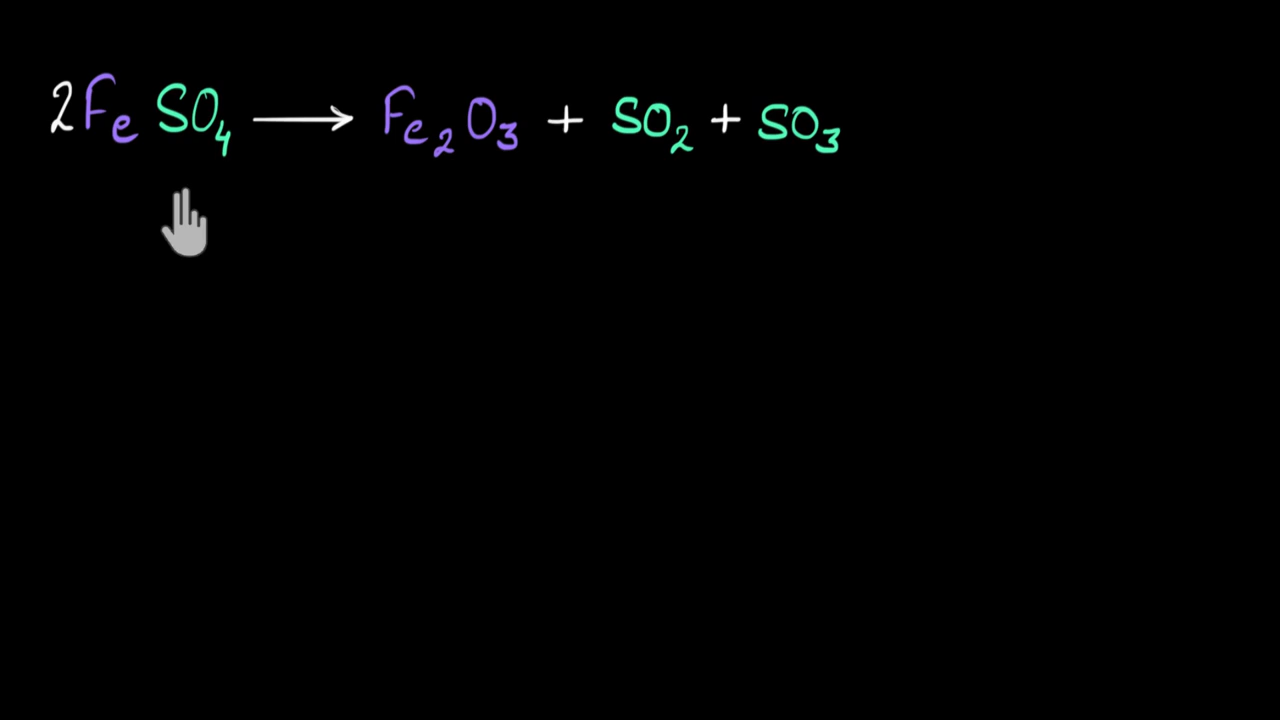 2FeSO₄ ⟶ Fe₂O₃ + SO₂ + SO₃